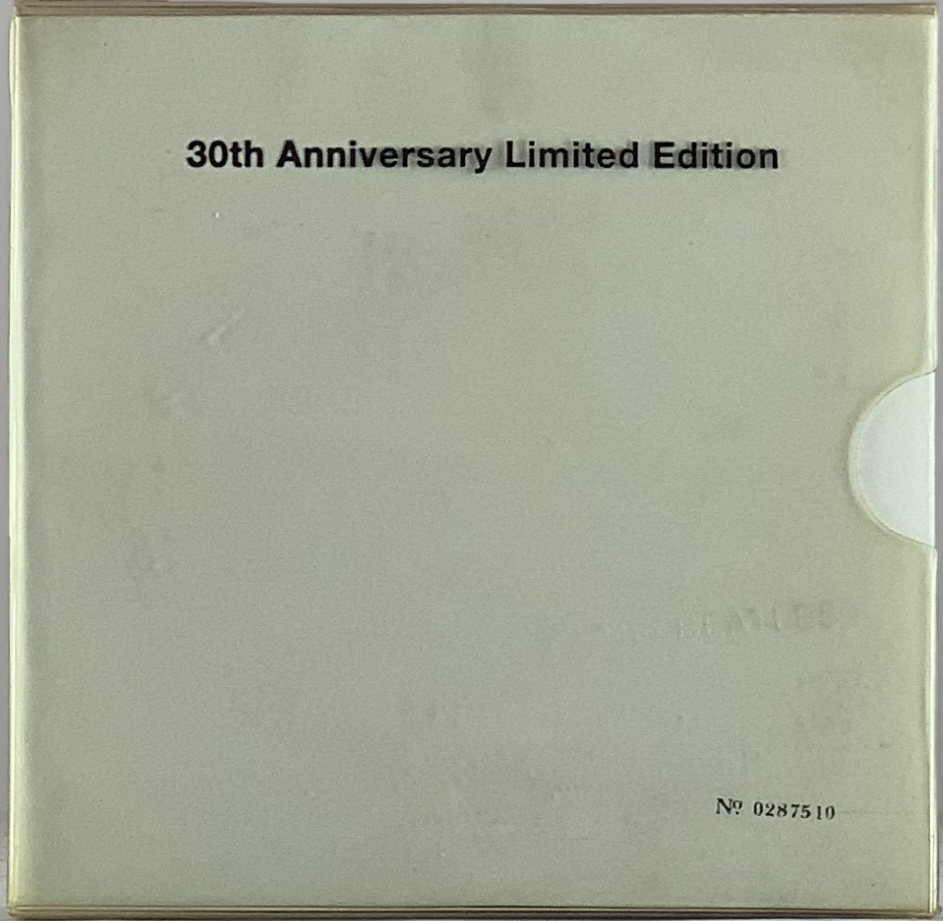 30th Anniversary Limited Edition
Nº 0287510